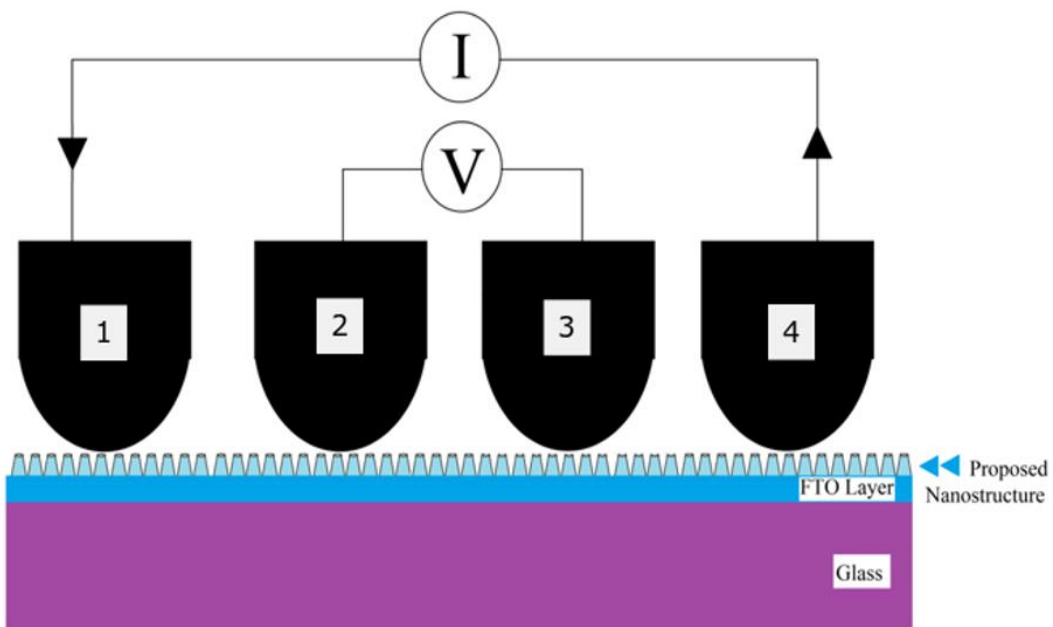 I
V
1
2
3
4
Proposed
FTO Layer
Nanostructure
Glass